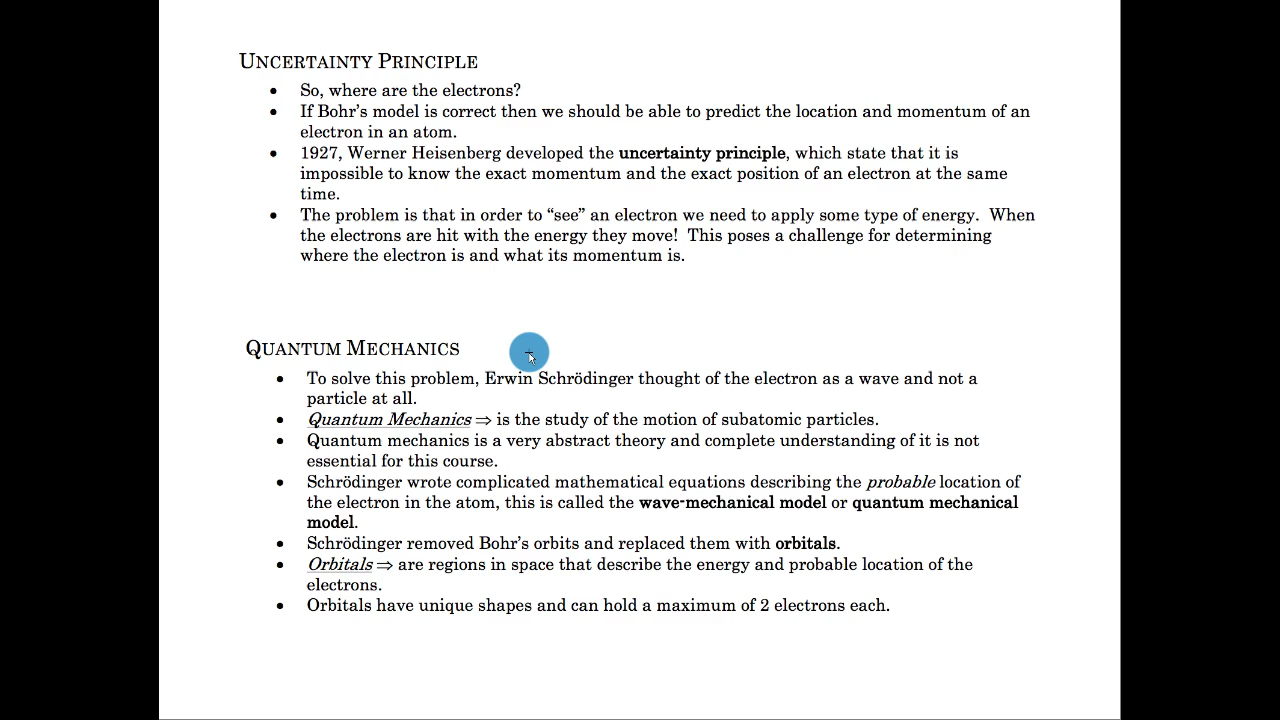 UNCERTAINTY PRINCIPLE
• So, where are the electrons?
• If Bohr's model is correct then we should be able to predict the location and momentum of an
electron in an atom.
• 1927, Werner Heisenberg developed the uncertainty principle, which state that it is
impossible to know the exact momentum and the exact position of an electron at the same
time.
• The problem is that in order to “see” an electron we need to apply some type of energy. When
the electrons are hit with the energy they move! This poses a challenge for determining
where the electron is and what its momentum is.
QUANTUM MECHANICS
• To solve this problem, Erwin Schrödinger thought of the electron as a wave and not a
particle at all.
• Quantum Mechanics ⇒ is the study of the motion of subatomic particles.
• Quantum mechanics is a very abstract theory and complete understanding of it is not
essential for this course.
• Schrödinger wrote complicated mathematical equations describing the probable location of
the electron in the atom, this is called the wave-mechanical model or quantum mechanical
model.
• Schrödinger removed Bohr's orbits and replaced them with orbitals.
• Orbitals ⇒ are regions in space that describe the energy and probable location of the
electrons.
• Orbitals have unique shapes and can hold a maximum of 2 electrons each.